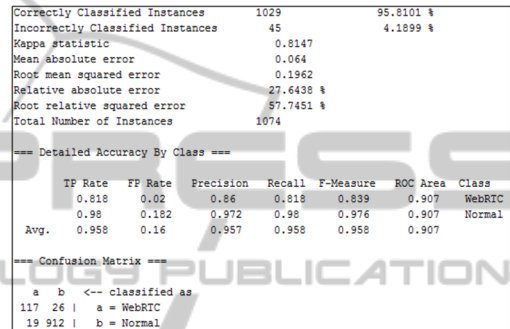 Correctly Classified Instances 1029 95.8101 %
Incorrectly Classified Instances 45 4.1899 %
Kappa statistic 0.8147
Mean absolute error 0.064
Root mean squared error 0.1962
Relative absolute error 27.6438 %
Root relative squared error 57.7451 %
Total Number of Instances 1074
=== Detailed Accuracy By Class ===
TP Rate FP Rate Precision Recall F-Measure ROC Area Class
0.818 0.02 0.86 0.818 0.839 0.907 WebRTC
0.98 0.182 0.972 0.98 0.976 0.907 Normal
Avg. 0.958 0.16 0.957 0.958 0.958 0.907
=== Confusion Matrix ===
a b <-- classified as
117 26 | a = WebRTC
19 912 | b = Normal
PRESS
LOGY PUBLICATION